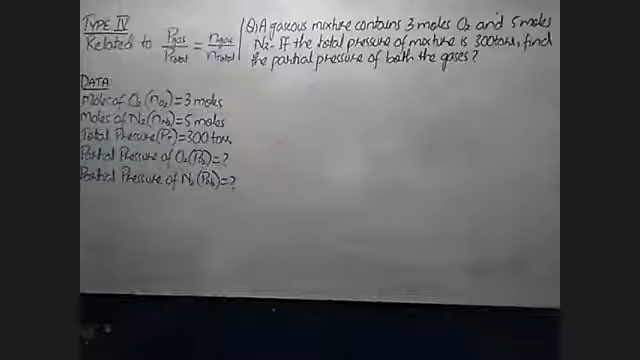 TYPE IV
Related to Pgas/Ptotal = ngas/ntotal
Q) A gaseous mixture contains 3 moles O2 and 5 moles
N2. If the total pressure of mixture is 300 torr, find
the partial pressure of both the gases?
DATA:
Moles of O2 (nO2) = 3 moles
Moles of N2 (nN2) = 5 moles
Total Pressure (PT) = 300 torr
Partial Pressure of O2 (PO2) = ?
Partial Pressure of N2 (PN2) = ?